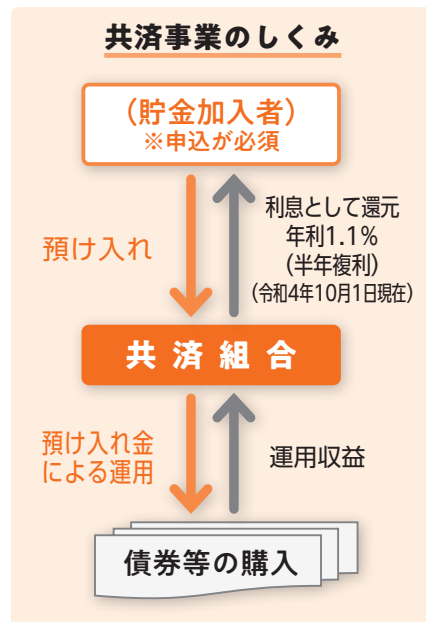 共済事業のしくみ
(貯金加入者)
※申込が必須
預け入れ
利息として還元
年利1.1%
(半年複利)
(令和4年10月1日現在)
共済組合
預け入れ金
による運用
運用収益
債券等の購入